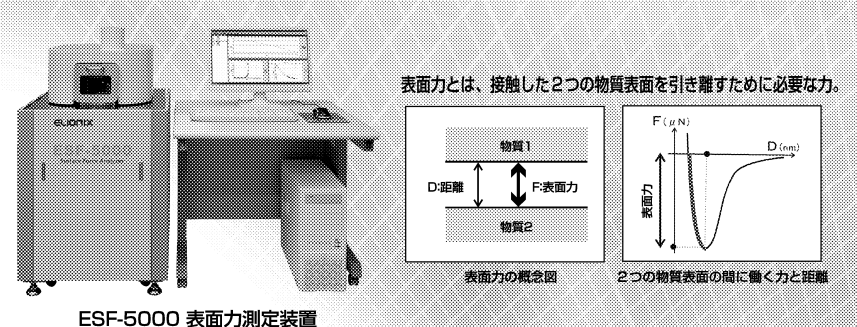 表面力とは、接触した２つの物質表面を引き離すために必要な力。
ELIONIX
ESF-5000
物質1
D:距離
F:表面力
物質2
表面力の概念図
F(μN)
D(nm)
表面力
２つの物質表面の間に働く力と距離
ESF-5000 表面力測定装置